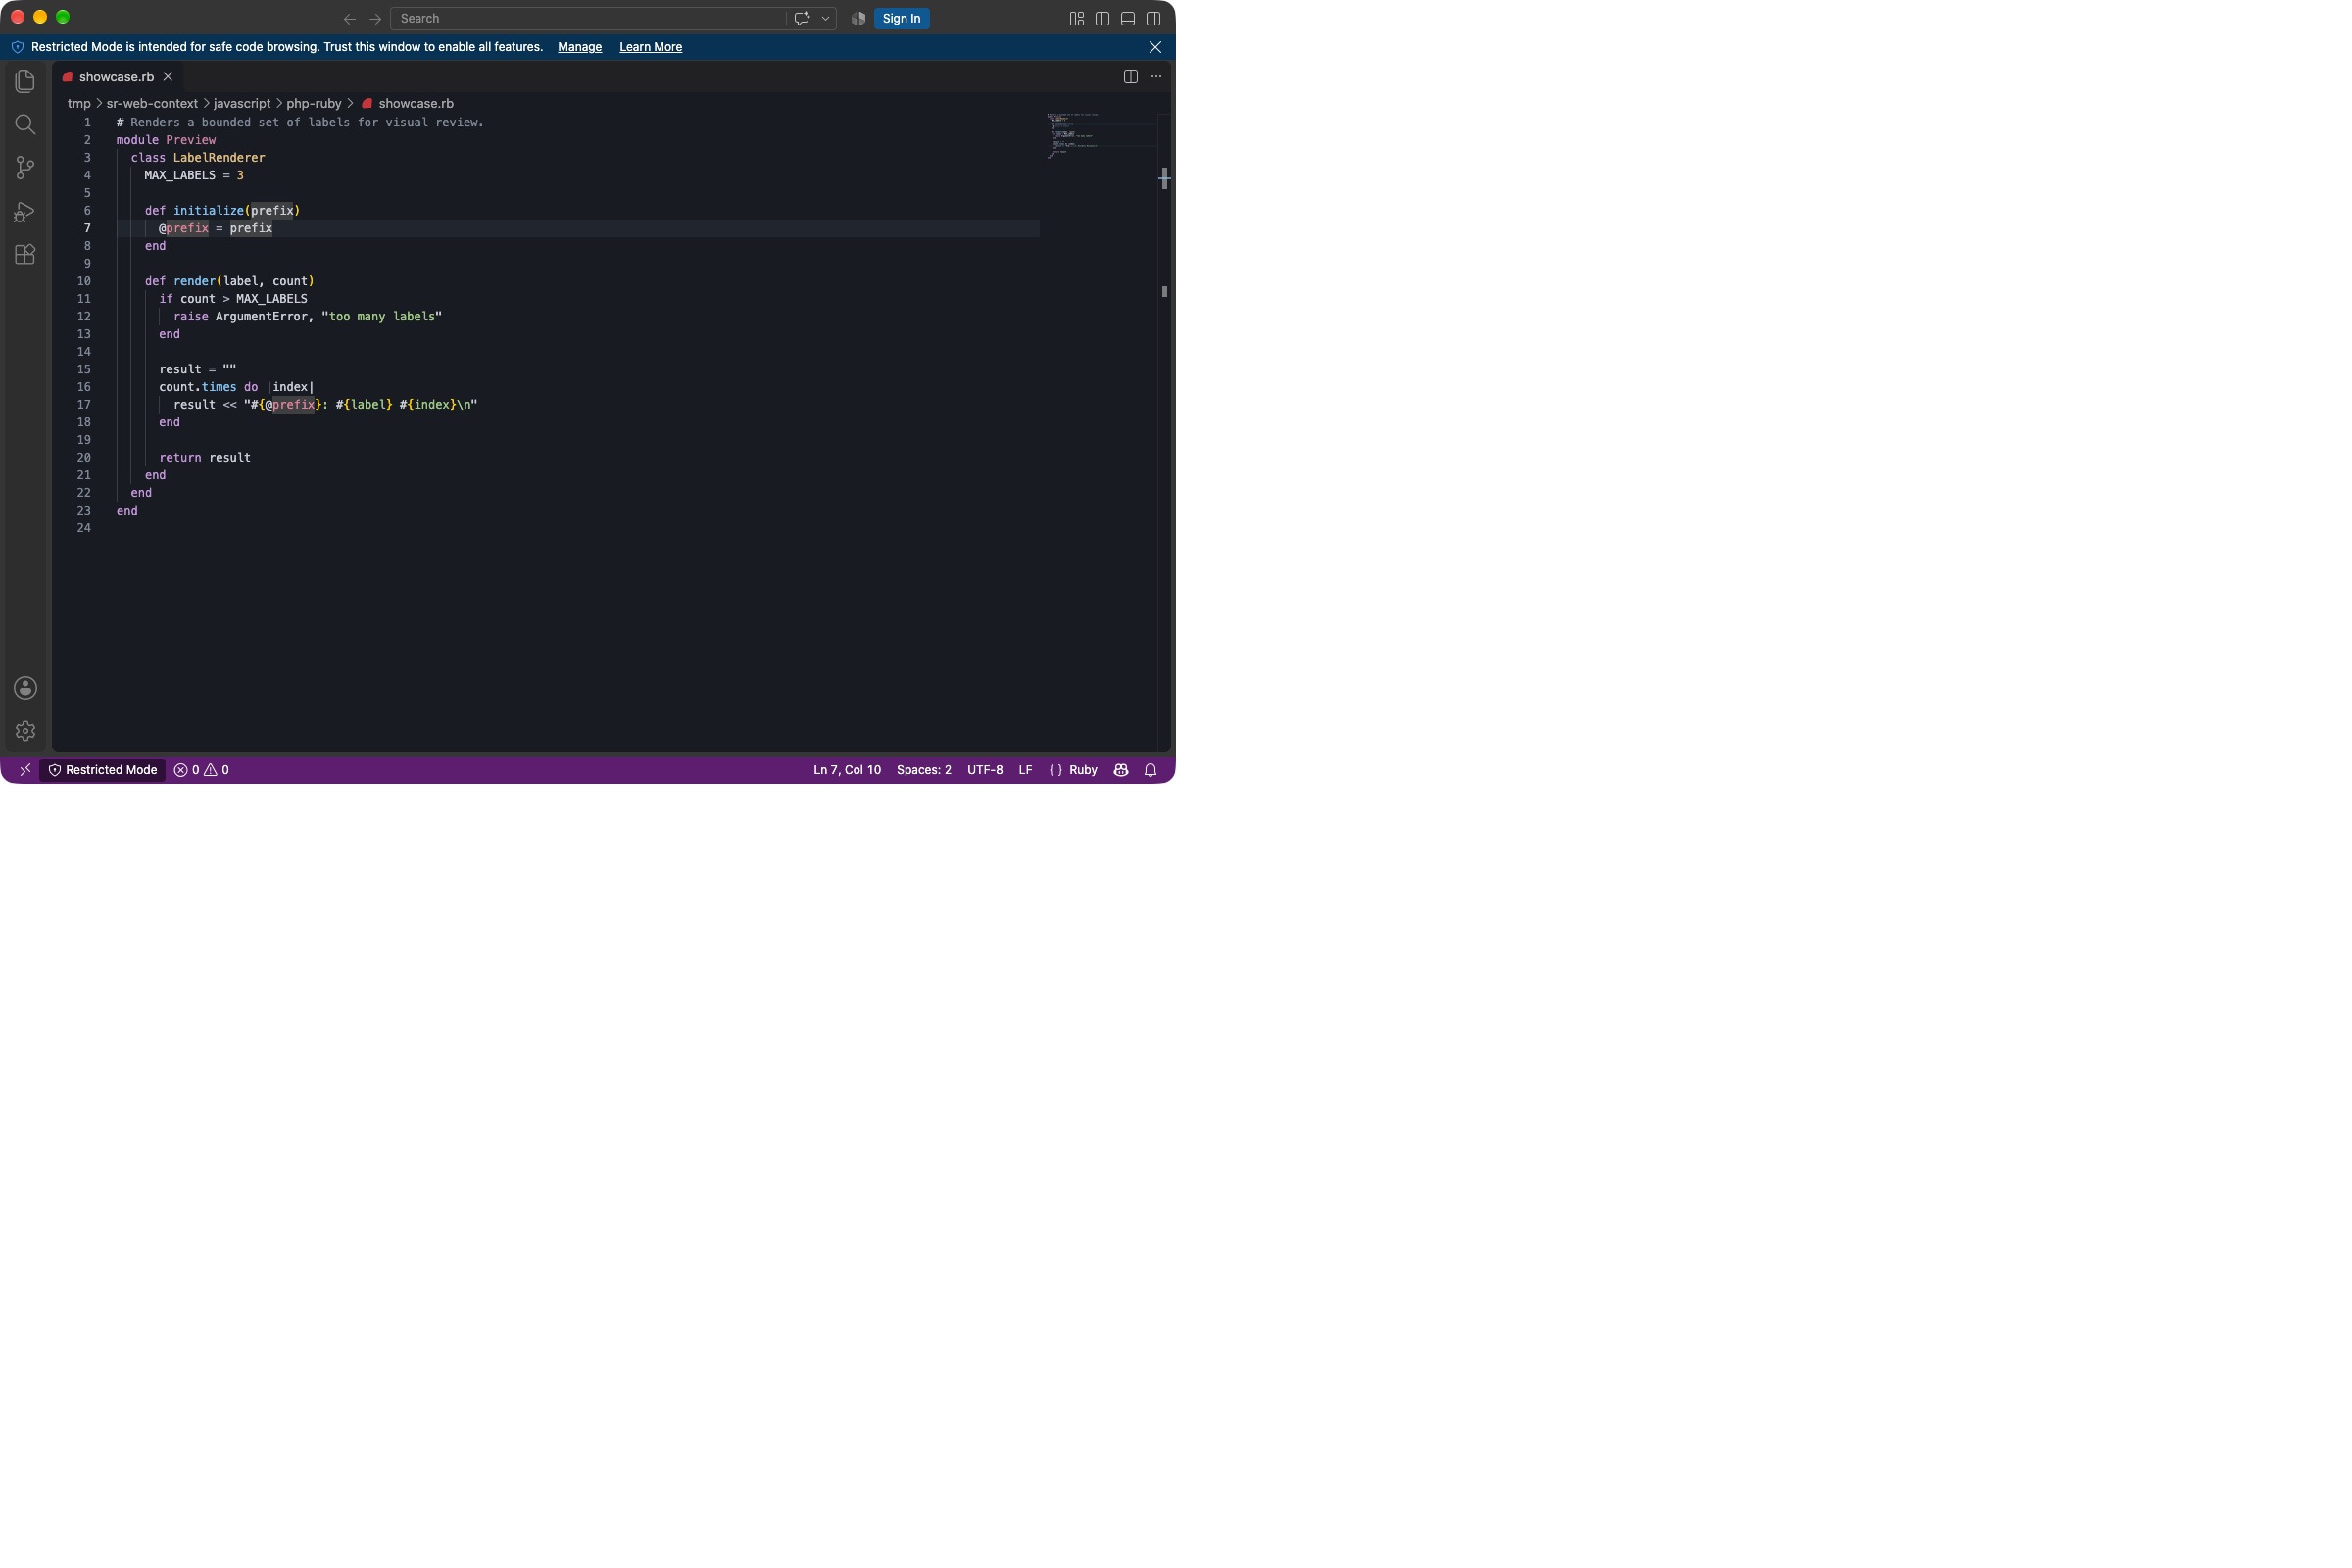 Search
Sign In
Restricted Mode is intended for safe code browsing. Trust this window to enable all features. Manage Learn More
showcase.rb
tmp > sr-web-context > javascript > php-ruby > showcase.rb
1 # Renders a bounded set of labels for visual review.
2 module Preview
3   class LabelRenderer
4     MAX_LABELS = 3
5
6     def initialize(prefix)
7       @prefix = prefix
8     end
9
10     def render(label, count)
11       if count > MAX_LABELS
12         raise ArgumentError, "too many labels"
13       end
14
15       result = ""
16       count.times do |index|
17         result << "#{@prefix}: #{label} #{index}\n"
18       end
19
20       return result
21     end
22   end
23 end
24
Restricted Mode 0 0 Ln 7, Col 10 Spaces: 2 UTF-8 LF { } Ruby